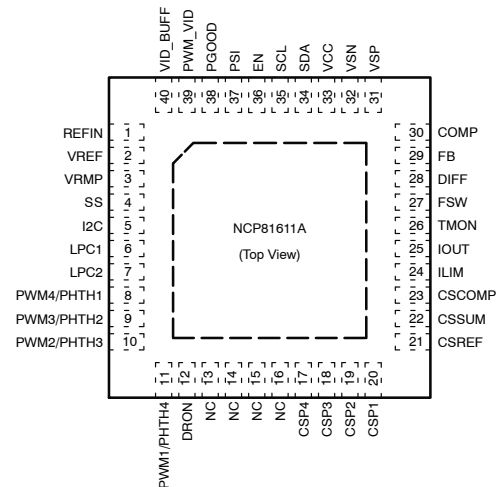 VID_BUFF
PWM_VID
PGOOD
PSI
EN
SCL
SDA
VCC
VSN
VSP
40
39
38
37
36
35
34
33
32
31
REFIN 1
VREF 2
VRMP 3
SS 4
I2C 5
LPC1 6
LPC2 7
PWM4/PHTH1 8
PWM3/PHTH2 9
PWM2/PHTH3 10
NCP81611A
(Top View)
30 COMP
29 FB
28 DIFF
27 FSW
26 TMON
25 IOUT
24 ILIM
23 CSCOMP
22 CSSUM
21 CSREF
11
12
13
14
15
16
17
18
19
20
PWM1/PHTH4
DRON
NC
NC
NC
NC
CSP4
CSP3
CSP2
CSP1